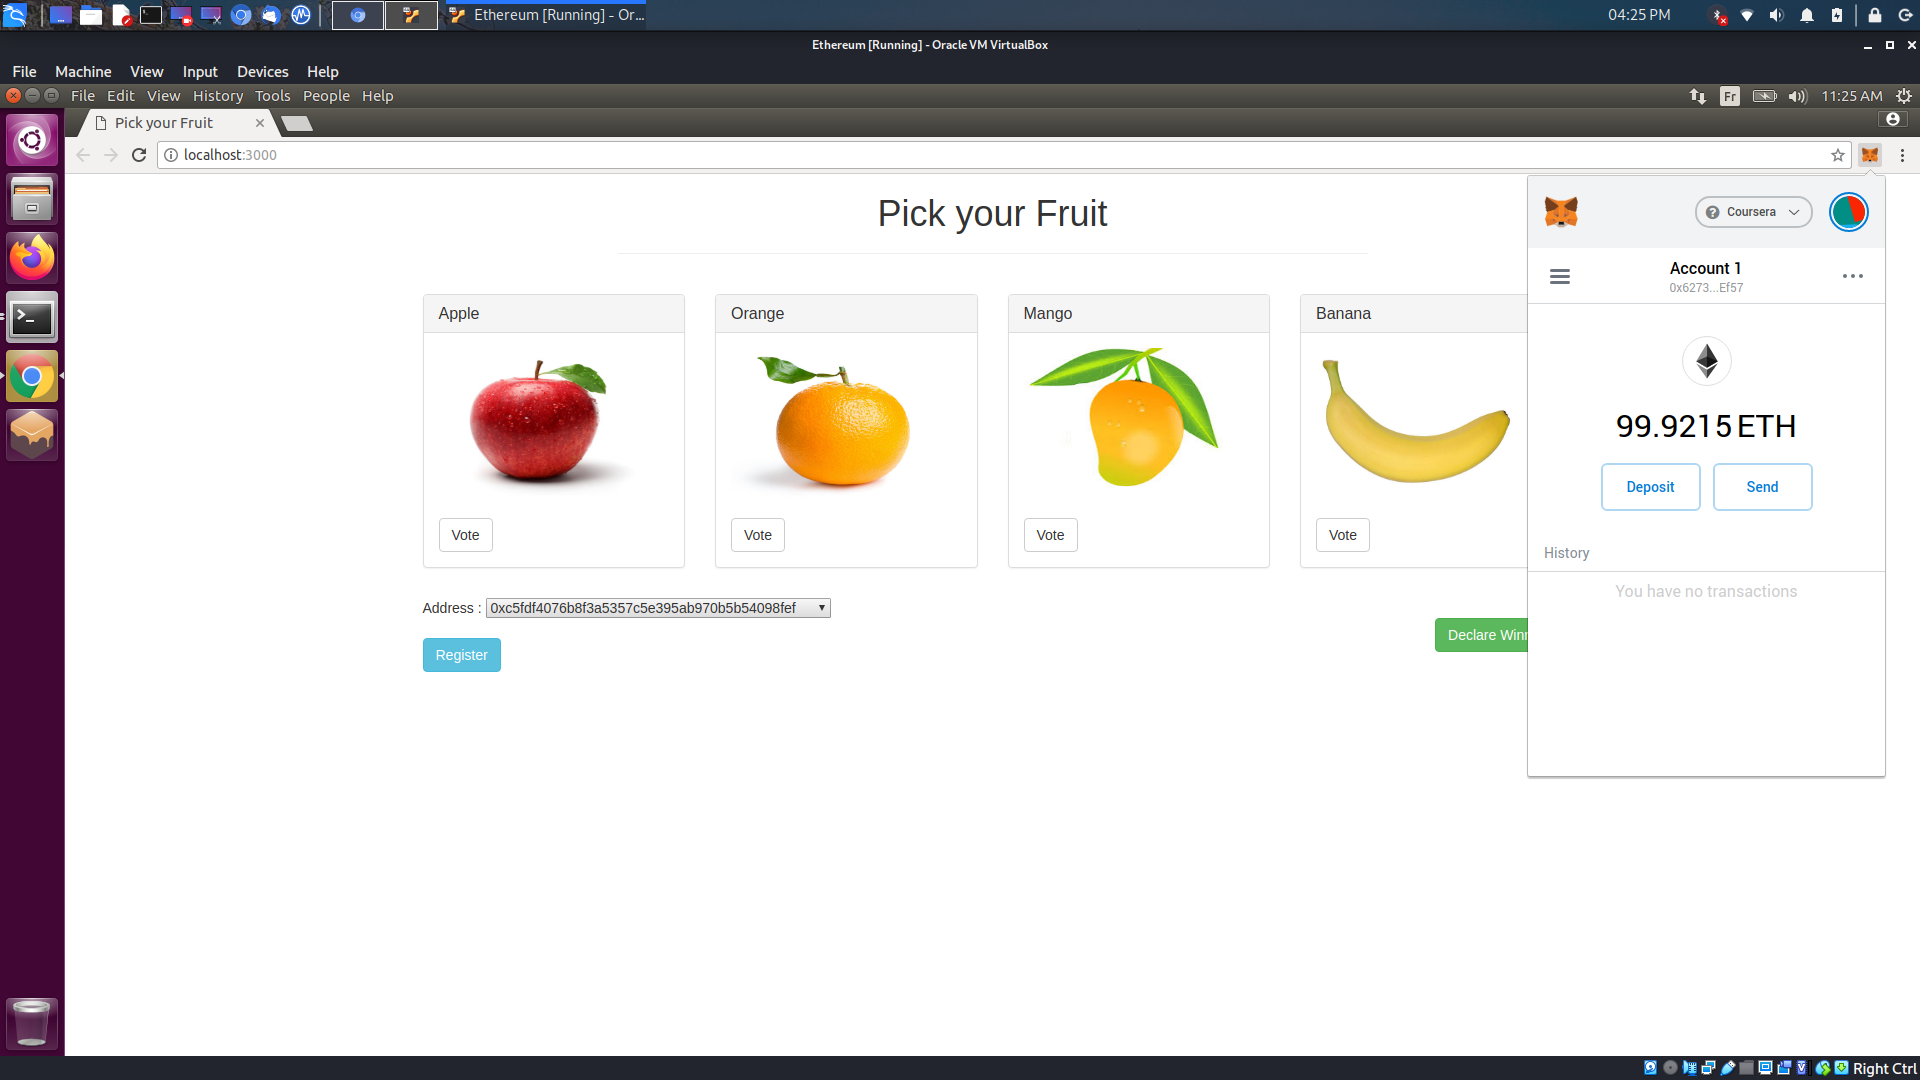 Ethereum [Running] - Or...
04:25 PM
Ethereum [Running] - Oracle VM VirtualBox
File Machine View Input Devices Help
File Edit View History Tools People Help
Fr
11:25 AM
Pick your Fruit
localhost:3000
Pick your Fruit
Apple
Orange
Mango
Banana
Vote
Vote
Vote
Vote
Address :
0xc5fdf4076b8f3a5357c5e395ab970b5b54098fef
Register
Declare Winn
Coursera
Account 1
0x6273...Ef57
99.9215 ETH
Deposit
Send
History
You have no transactions
Right Ctrl